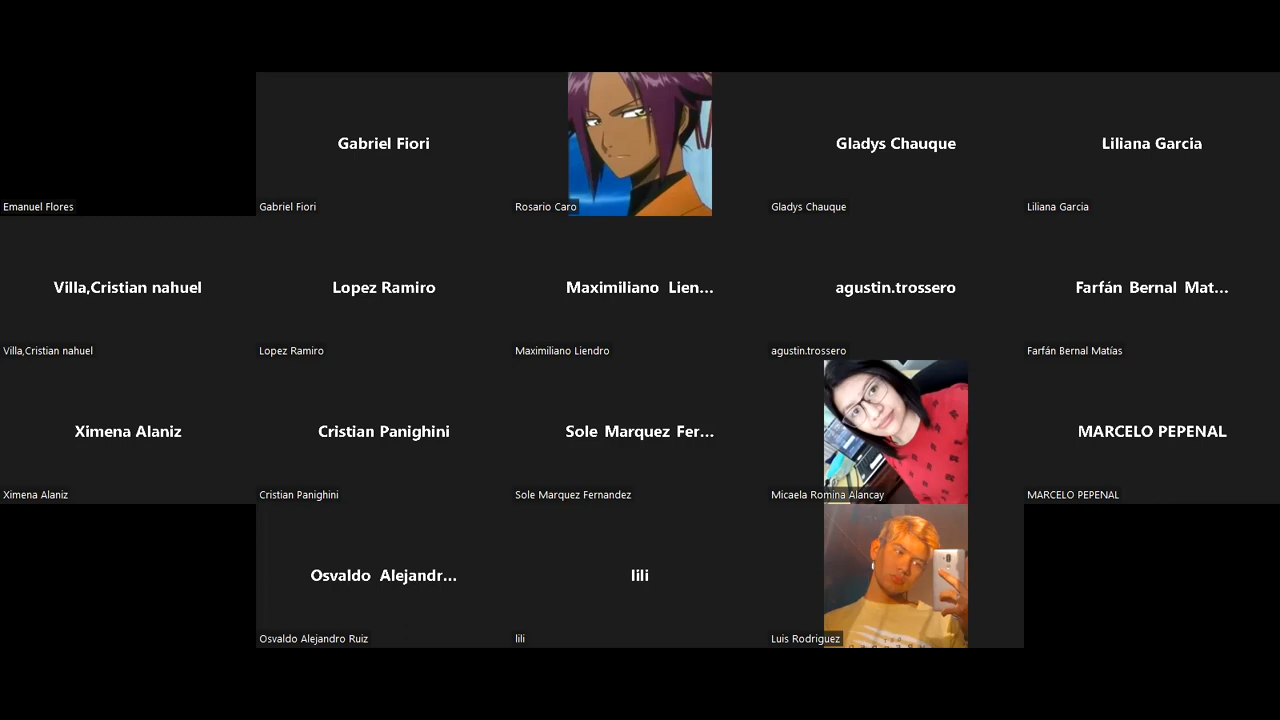 Emanuel Flores
Gabriel Fiori
Gabriel Fiori
Rosario Caro
Gladys Chauque
Gladys Chauque
Liliana Garcia
Liliana Garcia
Villa,Cristian nahuel
Villa,Cristian nahuel
Lopez Ramiro
Lopez Ramiro
Maximiliano Lien...
Maximiliano Liendro
agustin.trossero
agustin.trossero
Farfán Bernal Mat...
Farfán Bernal Matías
Ximena Alaniz
Ximena Alaniz
Cristian Panighini
Cristian Panighini
Sole Marquez Fer...
Sole Marquez Fernandez
Micaela Romina Alancay
MARCELO PEPENAL
MARCELO PEPENAL
Osvaldo Alejandr...
Osvaldo Alejandro Ruiz
lili
lili
Luis Rodriguez